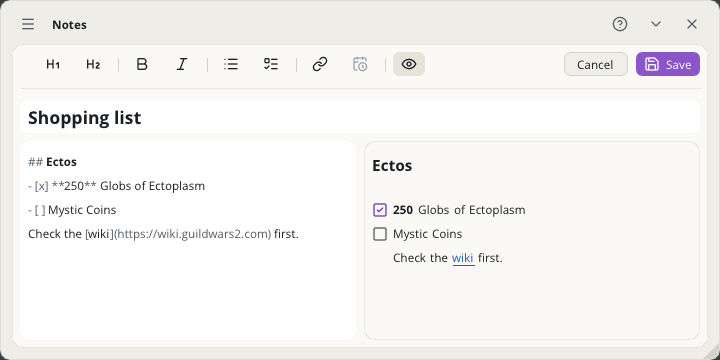 Notes
H1 H2 B I Cancel Save
Shopping list
## Ectos
- [x] **250** Globs of Ectoplasm
- [ ] Mystic Coins
Check the [wiki](https://wiki.guildwars2.com) first.
Ectos
250 Globs of Ectoplasm
Mystic Coins
Check the wiki first.